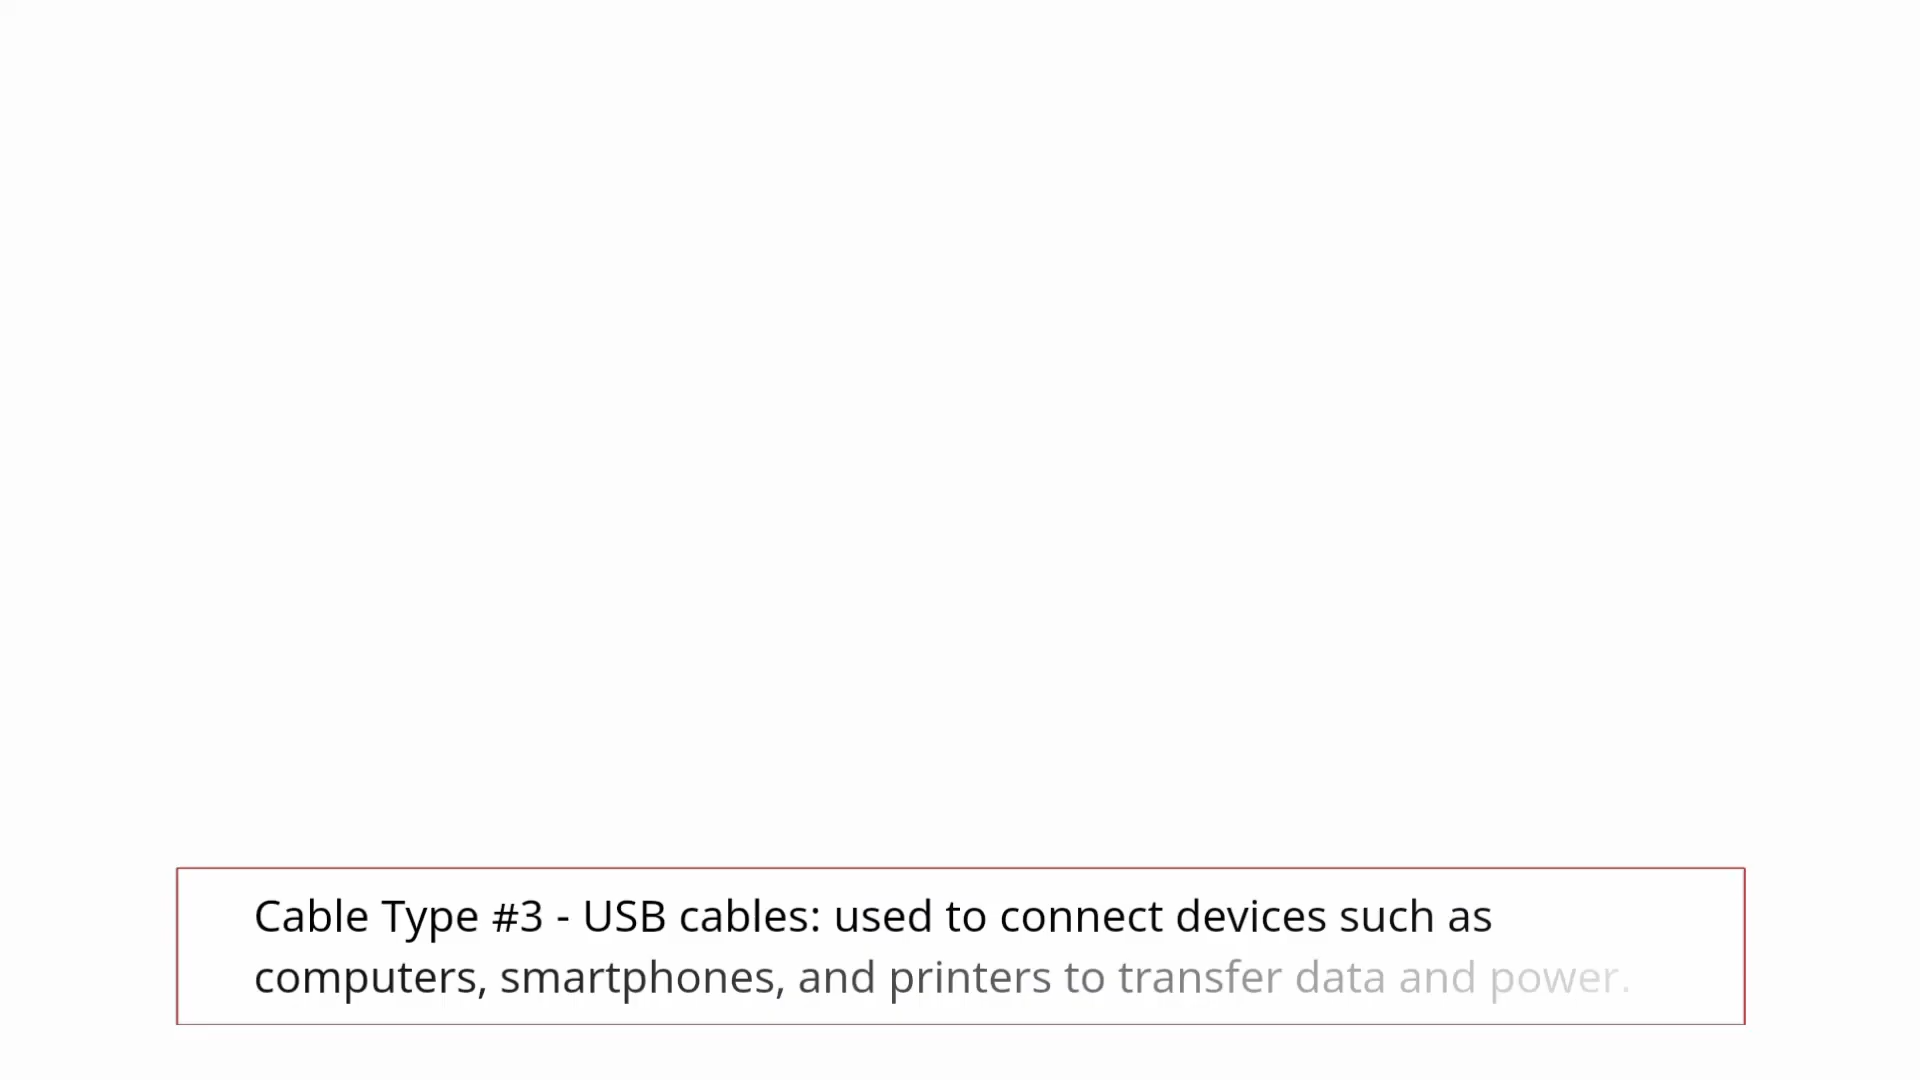 Cable Type #3 - USB cables: used to connect devices such as
computers, smartphones, and printers to transfer data and power.